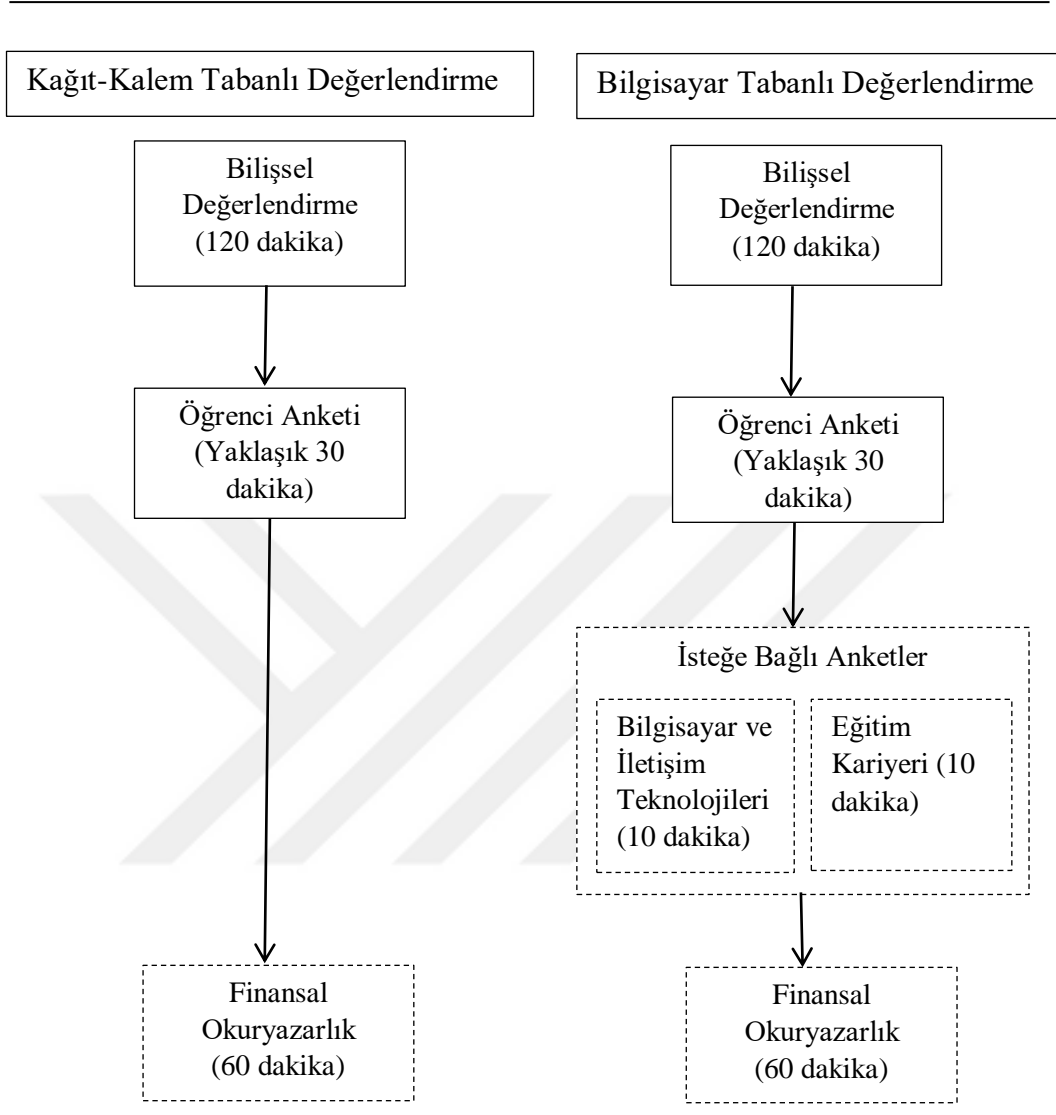 Kağıt-Kalem Tabanlı Değerlendirme
Bilişsel
Değerlendirme
(120 dakika)
Öğrenci Anketi
(Yaklaşık 30
dakika)
Finansal
Okuryazarlık
(60 dakika)
Bilgisayar Tabanlı Değerlendirme
Bilişsel
Değerlendirme
(120 dakika)
Öğrenci Anketi
(Yaklaşık 30
dakika)
İsteğe Bağlı Anketler
Bilgisayar ve
İletişim
Teknolojileri
(10 dakika)
Eğitim
Kariyeri (10
dakika)
Finansal
Okuryazarlık
(60 dakika)